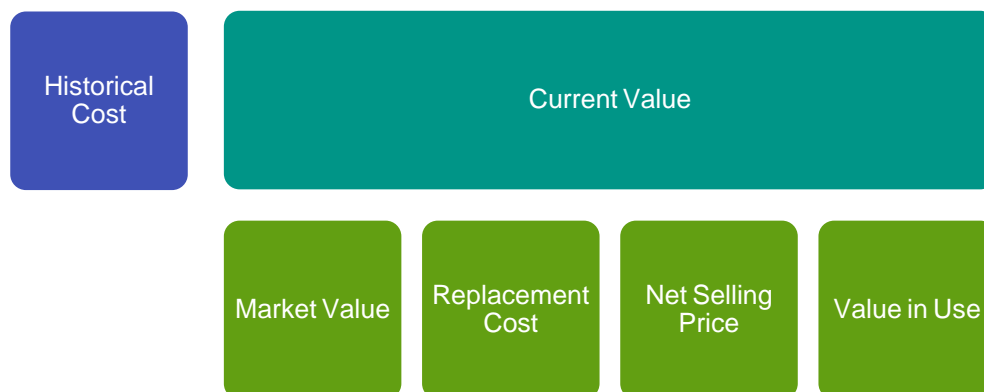 Historical
Cost
Current Value
Market Value
Replacement
Cost
Net Selling
Price
Value in Use